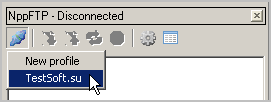 NppFTP - Disconnected
New profile
TestSoft.su